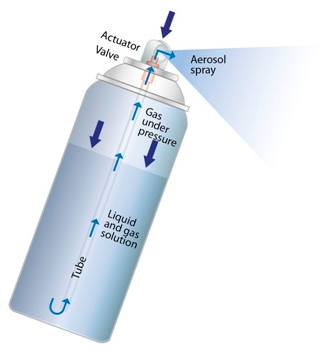 Actuator
Valve
Aerosol
spray
Gas
under
pressure
Liquid
and gas
solution
Tube